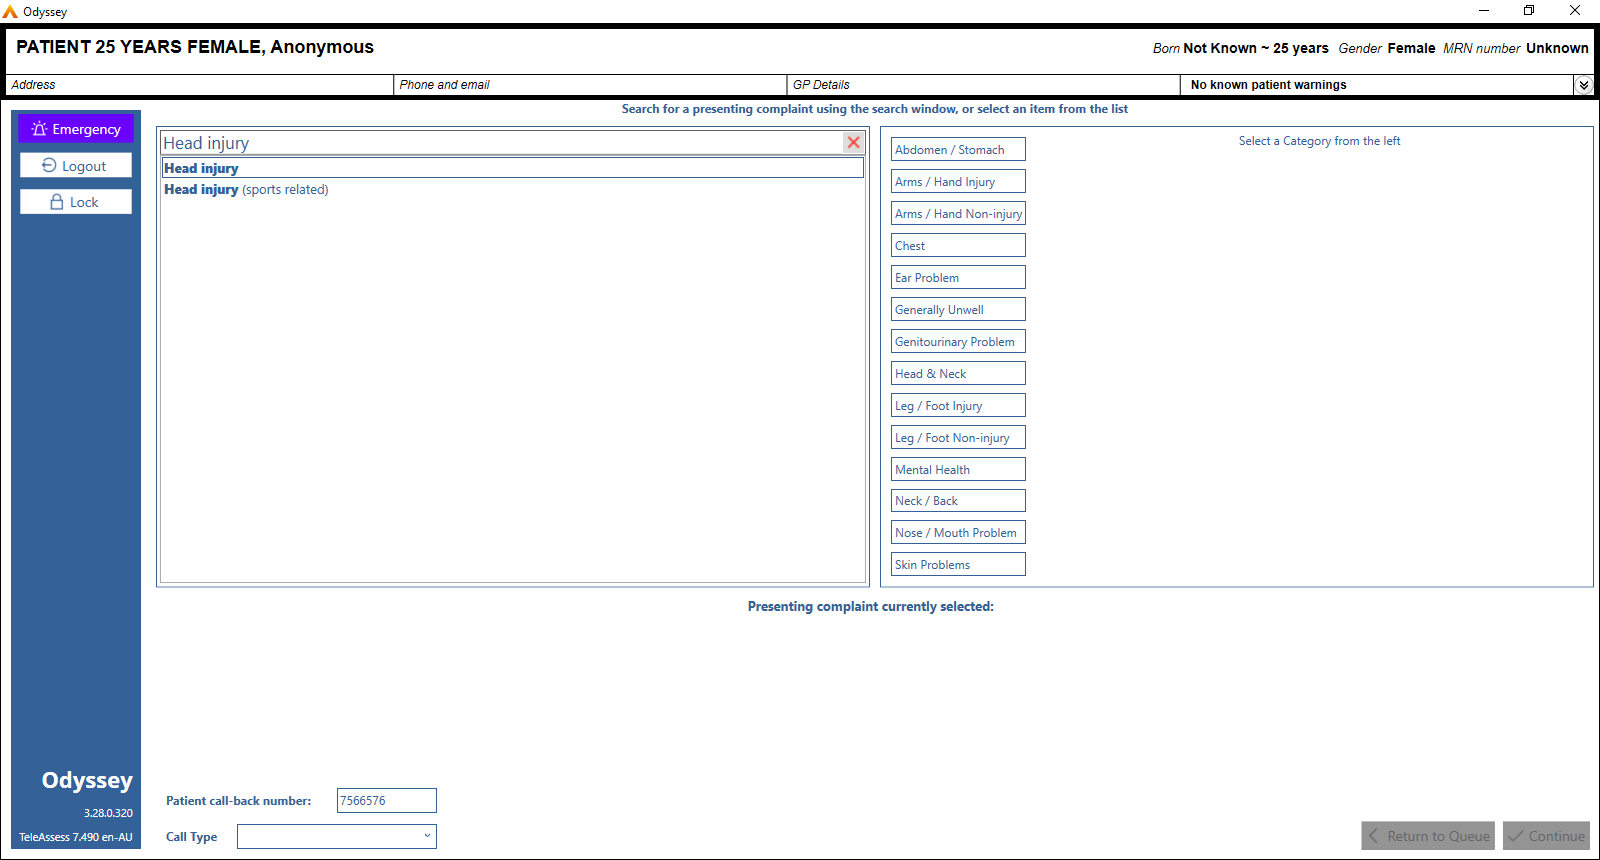 Odyssey
PATIENT 25 YEARS FEMALE, Anonymous
Born Not Known ~ 25 years Gender Female MRN number Unknown
Address
Phone and email
GP Details
No known patient warnings
Search for a presenting complaint using the search window, or select an item from the list
Emergency
Logout
Lock
Head injury
Head injury
Head injury (sports related)
Abdomen / Stomach
Arms / Hand Injury
Arms / Hand Non-injury
Chest
Ear Problem
Generally Unwell
Genitourinary Problem
Head & Neck
Leg / Foot Injury
Leg / Foot Non-injury
Mental Health
Neck / Back
Nose / Mouth Problem
Skin Problems
Select a Category from the left
Presenting complaint currently selected:
Odyssey
3.28.0.320
TeleAssess 7.490 en-AU
Patient call-back number: 7566576
Call Type
Return to Queue
Continue